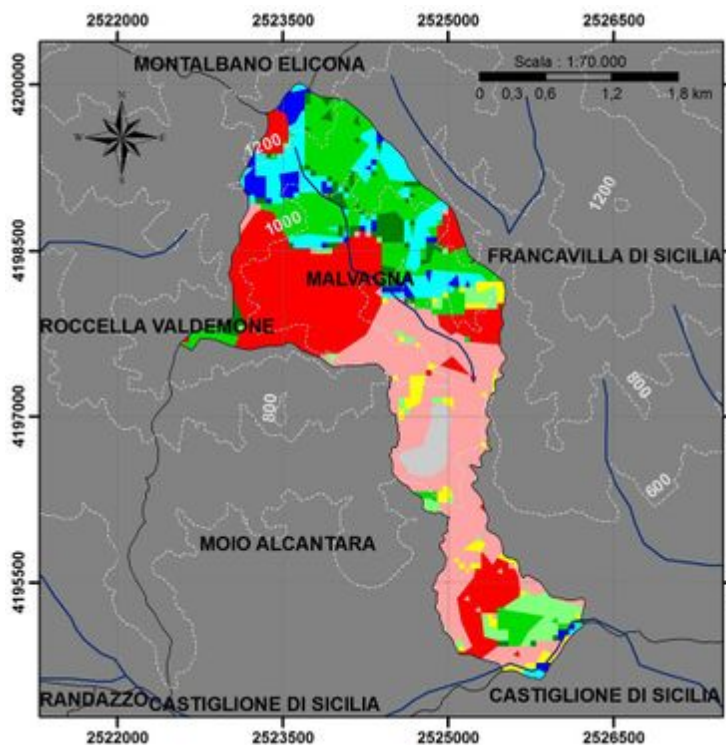 2522000 2523500 2525000 2526500
MONTALBANO ELICONA
Scala : 1:70.000
0 0,3 0,6 1,2 1,8 km
4200000
N
W E
S
1200
1200
1000
4198500
FRANCAVILLA DI SICILIA
MALVAGNA
ROCCELLA VALDEMONE
800
800
4197000
600
MOIO ALCANTARA
4195500
RANDAZZO
CASTIGLIONE DI SICILIA
CASTIGLIONE DI SICILIA
2522000 2523500 2525000 2526500